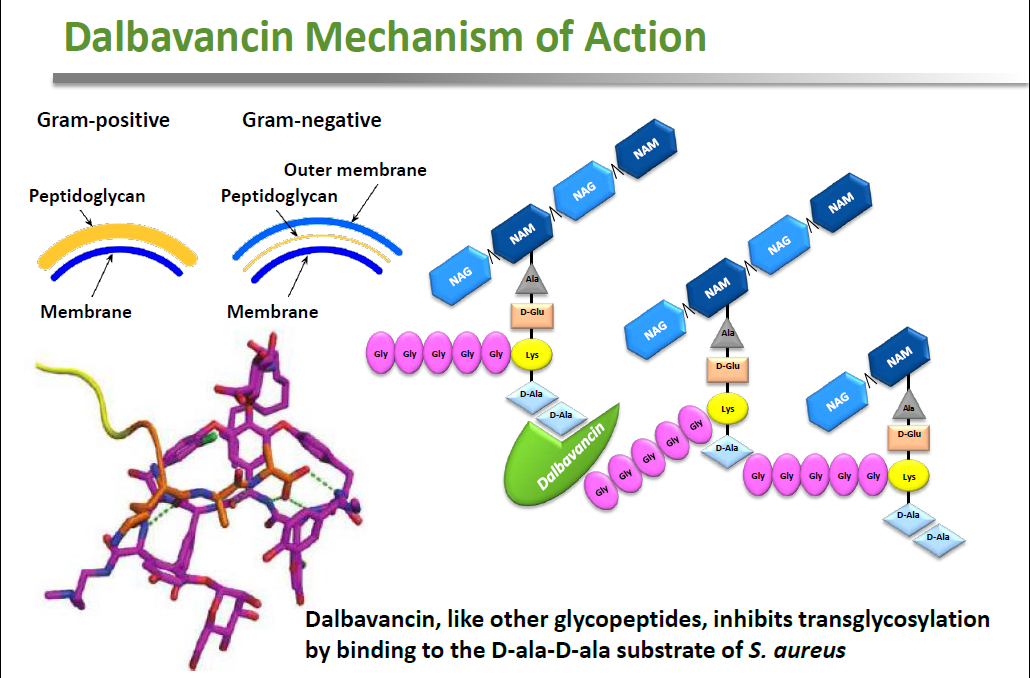 Dalbavancin Mechanism of Action
Gram-positive
Gram-negative
Outer membrane
Peptidoglycan
Peptidoglycan
Membrane
Membrane
NAM
NAG
NAM
NAG
Ala
D-Glu
Gly Gly Gly Gly Gly Lys
D-Ala
D-Ala
Dalbavancin
NAM
NAG
NAM
NAG
Ala
D-Glu
Lys
Gly
Gly
Gly
Gly
Gly
D-Ala
NAM
NAG
Ala
D-Glu
Gly Gly Gly Gly Gly Lys
D-Ala
D-Ala
Dalbavancin, like other glycopeptides, inhibits transglycosylation
by binding to the D-ala-D-ala substrate of S. aureus